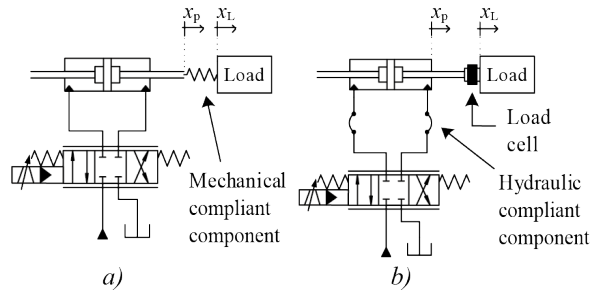 xp xL
Load
Mechanical
compliant
component
a)
xp xL
Load
Load
cell
Hydraulic
compliant
component
b)